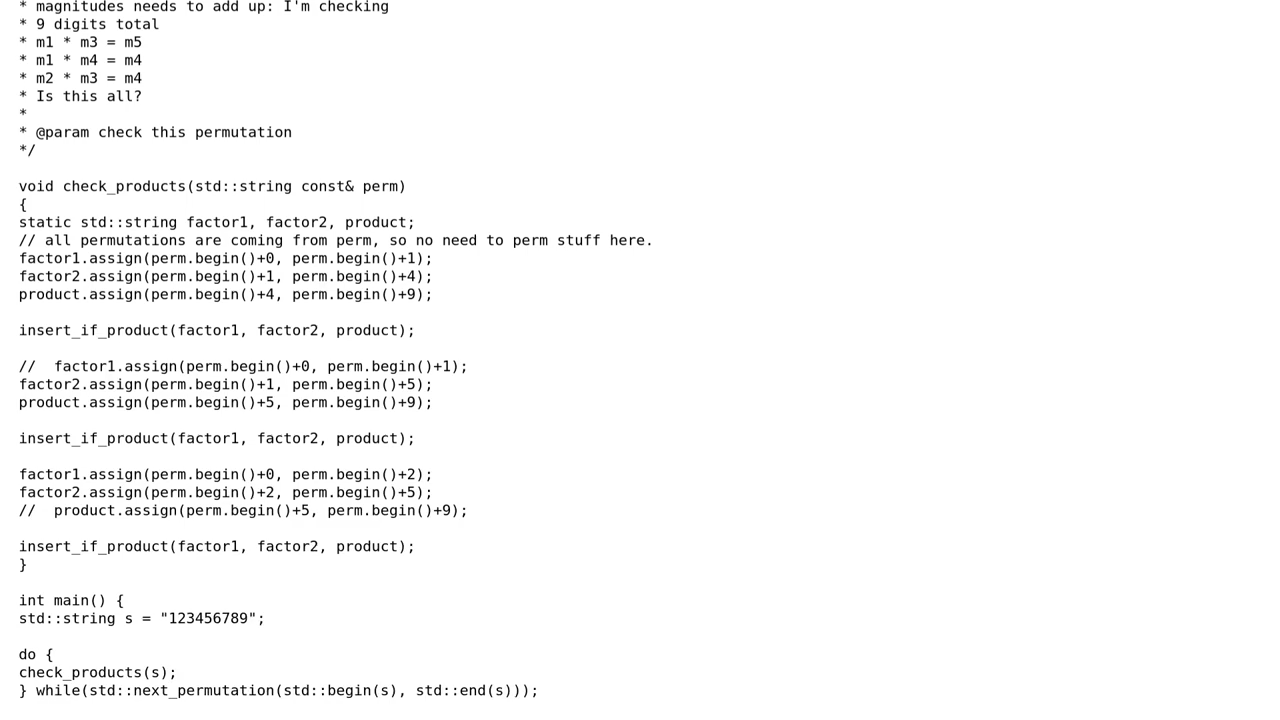 * magnitudes needs to add up: I'm checking
* 9 digits total
* m1 * m3 = m5
* m1 * m4 = m4
* m2 * m3 = m4
* Is this all?
*
* @param check this permutation
*/
void check_products(std::string const& perm)
{
static std::string factor1, factor2, product;
// all permutations are coming from perm, so no need to perm stuff here.
factor1.assign(perm.begin()+0, perm.begin()+1);
factor2.assign(perm.begin()+1, perm.begin()+4);
product.assign(perm.begin()+4, perm.begin()+9);
insert_if_product(factor1, factor2, product);
//  factor1.assign(perm.begin()+0, perm.begin()+1);
factor2.assign(perm.begin()+1, perm.begin()+5);
product.assign(perm.begin()+5, perm.begin()+9);
insert_if_product(factor1, factor2, product);
factor1.assign(perm.begin()+0, perm.begin()+2);
factor2.assign(perm.begin()+2, perm.begin()+5);
//  product.assign(perm.begin()+5, perm.begin()+9);
insert_if_product(factor1, factor2, product);
}
int main() {
std::string s = "123456789";
do {
check_products(s);
} while(std::next_permutation(std::begin(s), std::end(s)));